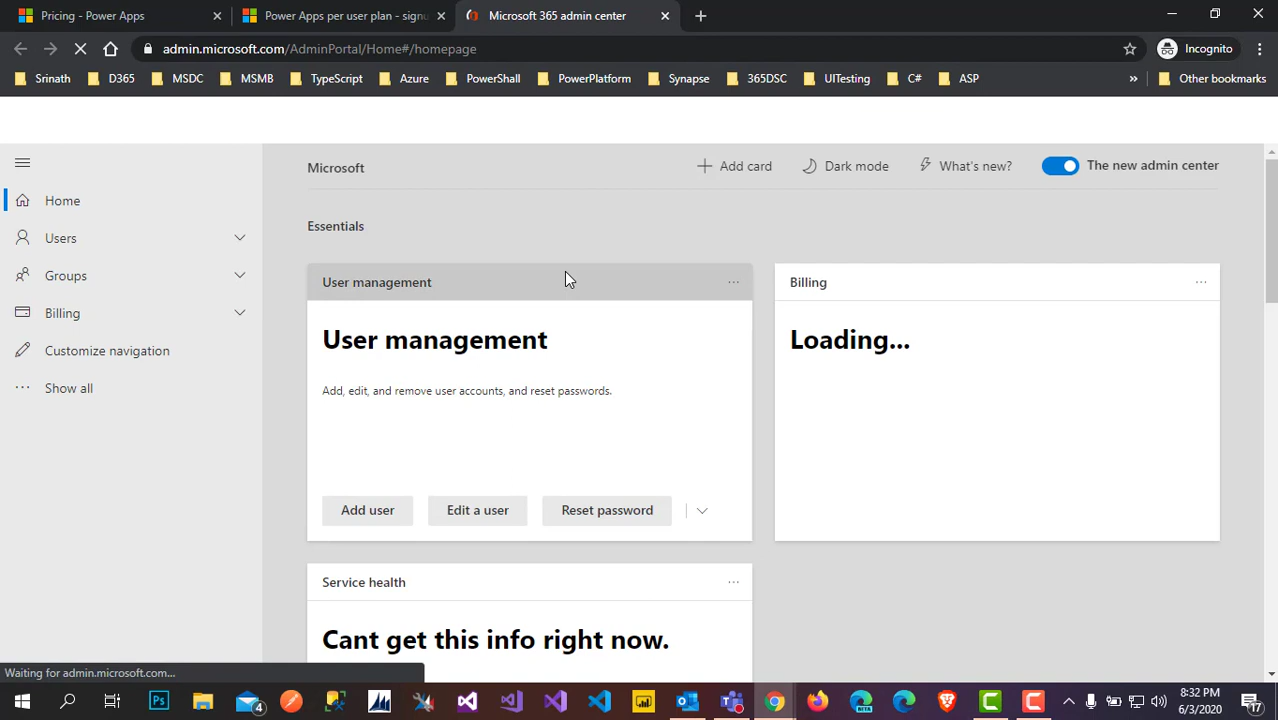 Pricing - Power Apps
Power Apps per user plan - signu
Microsoft 365 admin center
admin.microsoft.com/AdminPortal/Home#/homepage
Incognito
Srinath
D365
MSDC
MSMB
TypeScript
Azure
PowerShall
PowerPlatform
Synapse
365DSC
UITesting
C#
ASP
»
Other bookmarks
Microsoft
Add card
Dark mode
What's new?
The new admin center
Home
Users
Groups
Billing
Customize navigation
Show all
Essentials
User management
User management
Add, edit, and remove user accounts, and reset passwords.
Add user
Edit a user
Reset password
Billing
Loading...
Service health
Cant get this info right now.
Waiting for admin.microsoft.com...
Ps
4
BETA
8:32 PM
6/3/2020
17